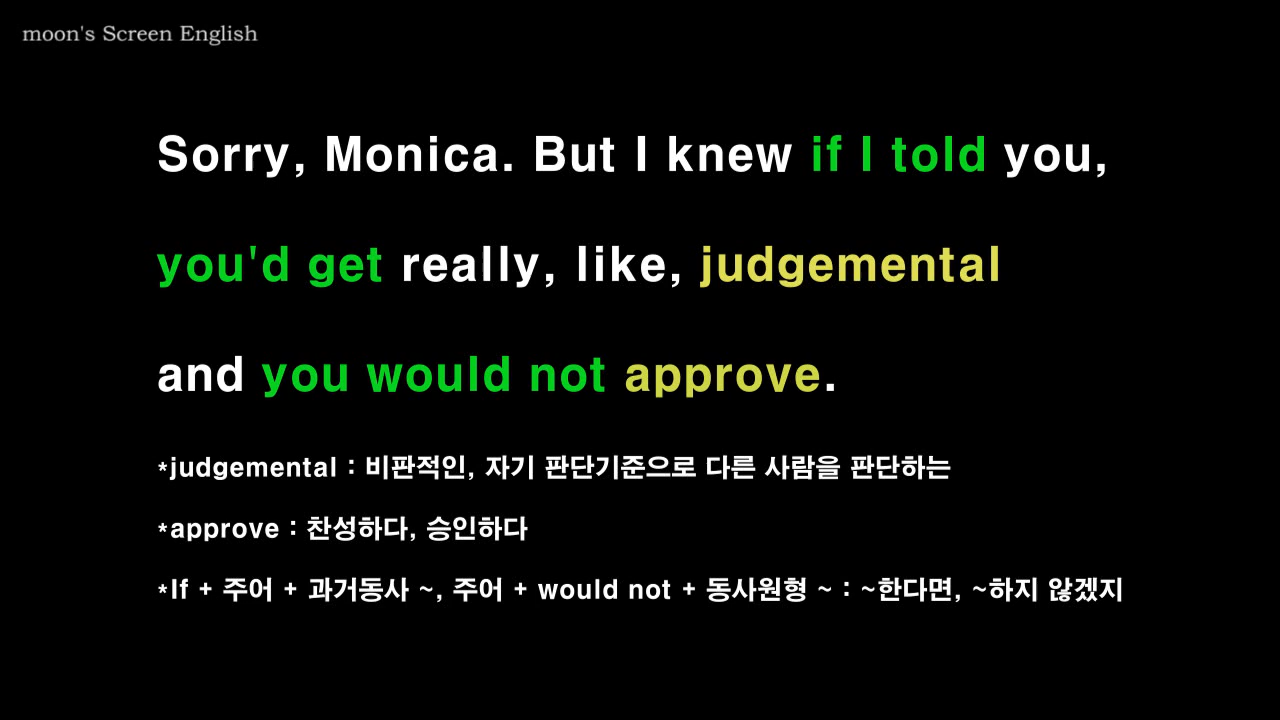 moon's Screen English
Sorry, Monica. But I knew if I told you,
you'd get really, like, judgemental
and you would not approve.
*judgemental : 비판적인, 자기 판단기준으로 다른 사람을 판단하는
*approve : 찬성하다, 승인하다
*If + 주어 + 과거동사 ~, 주어 + would not + 동사원형 ~ : ~한다면, ~하지 않겠지